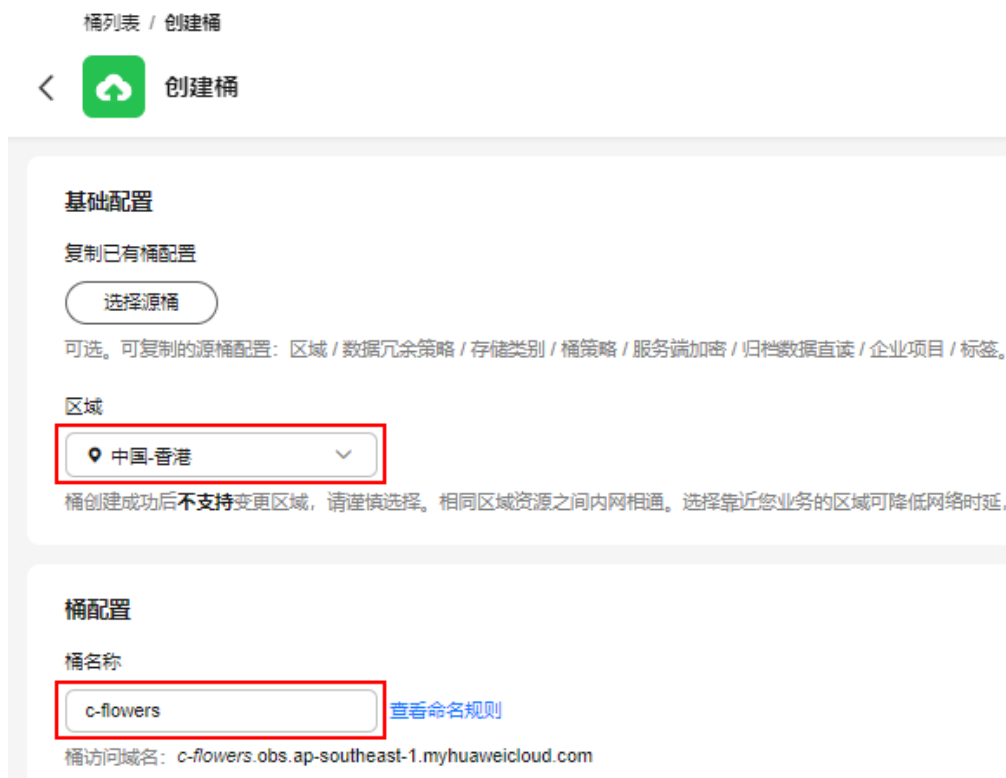 桶列表 / 创建桶
创建桶
基础配置
复制已有桶配置
选择源桶
可选。可复制的源桶配置：区域 / 数据冗余策略 / 存储类别 / 桶策略 / 服务端加密 / 归档数据直读 / 企业项目 / 标签。
区域
中国-香港
桶创建成功后不支持变更区域，请谨慎选择。相同区域资源之间内网相通。选择靠近您业务的区域可降低网络时延，
桶配置
桶名称
c-flowers 查看命名规则
桶访问域名：c-flowers.obs.ap-southeast-1.myhuaweicloud.com